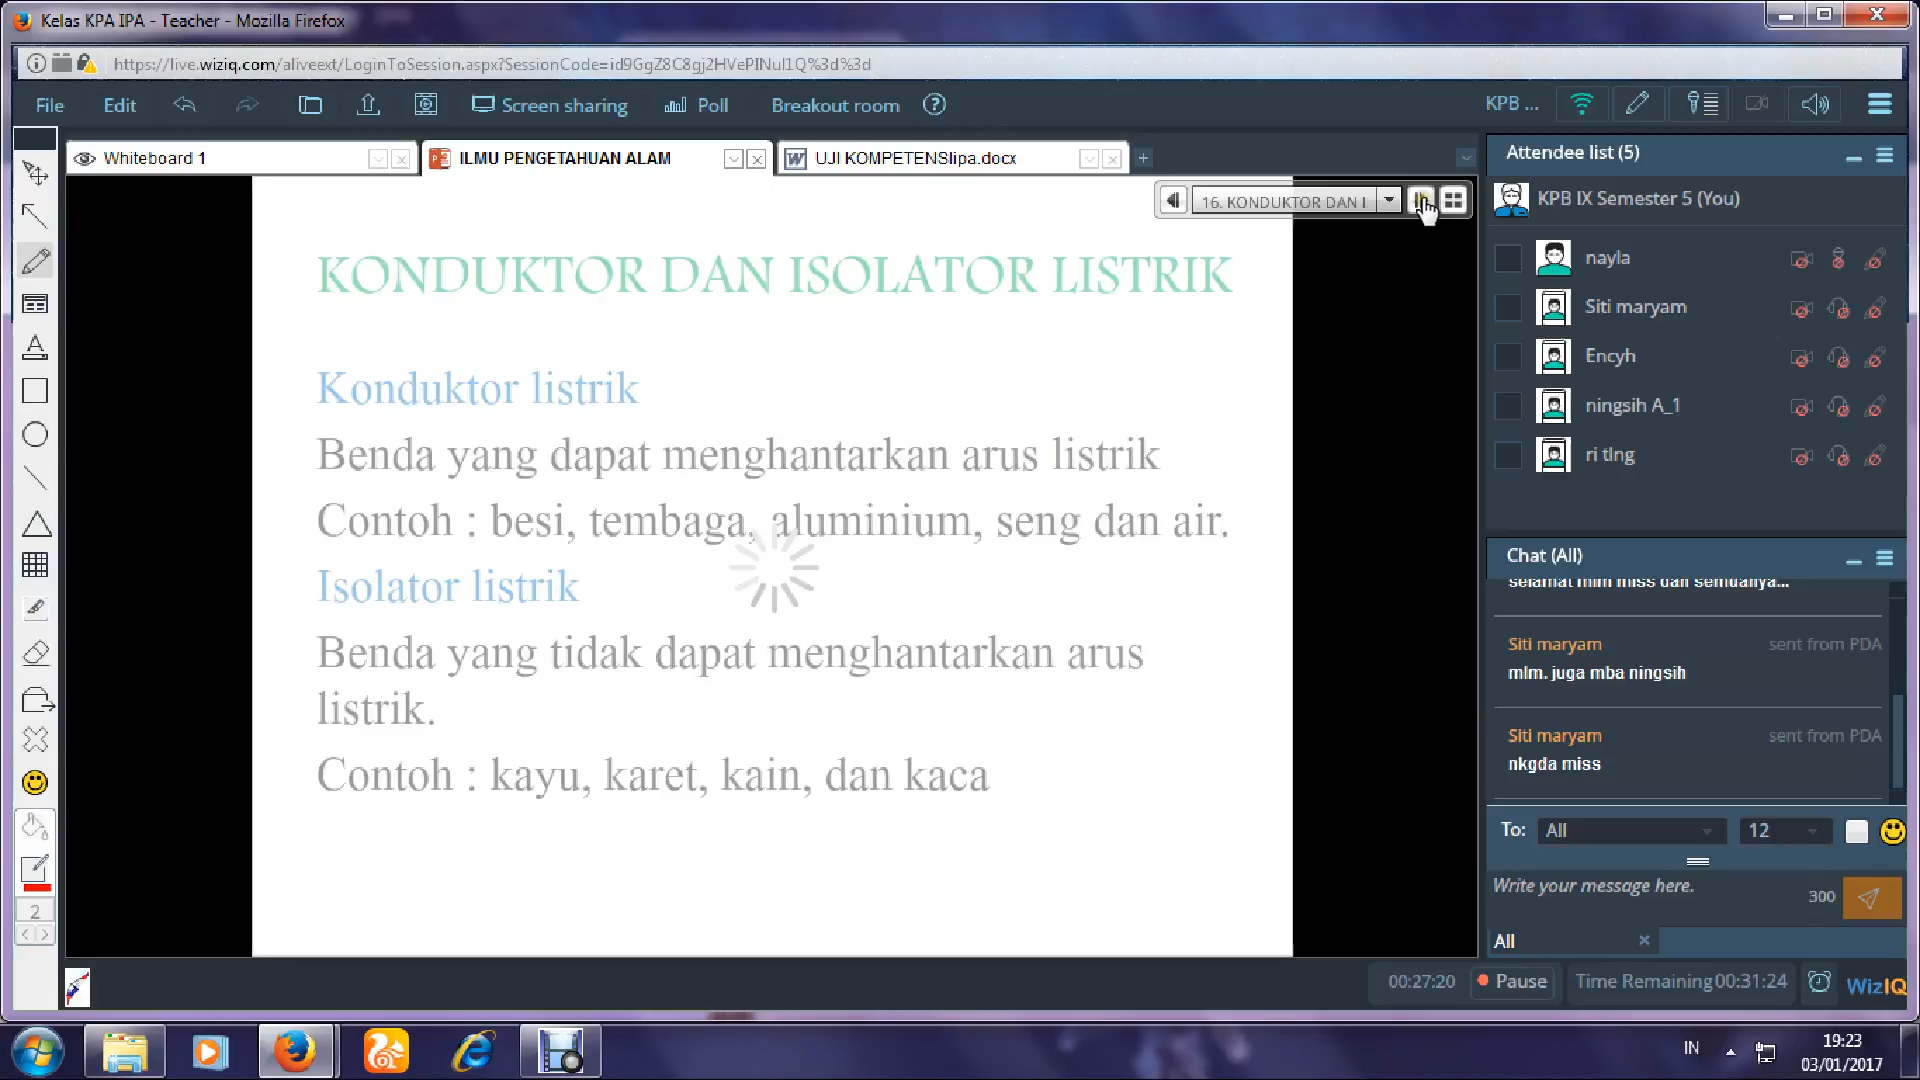 Kelas KPA IPA - Teacher - Mozilla Firefox
https://live.wiziq.com/aliveext/LoginToSession.aspx?SessionCode=id9GgZ8C8gj2HVePINul1Q%3d%3d
File Edit Screen sharing Poll Breakout room ? KPB ...
Whiteboard 1
ILMU PENGETAHUAN ALAM
UJI KOMPETENSIipa.docx
16. KONDUKTOR DAN I
KONDUKTOR DAN ISOLATOR LISTRIK
Konduktor listrik
Benda yang dapat menghantarkan arus listrik
Contoh : besi, tembaga, aluminium, seng dan air.
Isolator listrik
Benda yang tidak dapat menghantarkan arus
listrik.
Contoh : kayu, karet, kain, dan kaca
2
Attendee list (5)
KPB IX Semester 5 (You)
nayla
Siti maryam
Encyh
ningsih A_1
ri tlng
Chat (All)
selamat mlm miss dan semuanya...
Siti maryam sent from PDA
mlm. juga mba ningsih
Siti maryam sent from PDA
nkgda miss
To: All 12
Write your message here.
300
All
00:27:20 Pause Time Remaining 00:31:24 WizIQ
IN 19:23
03/01/2017